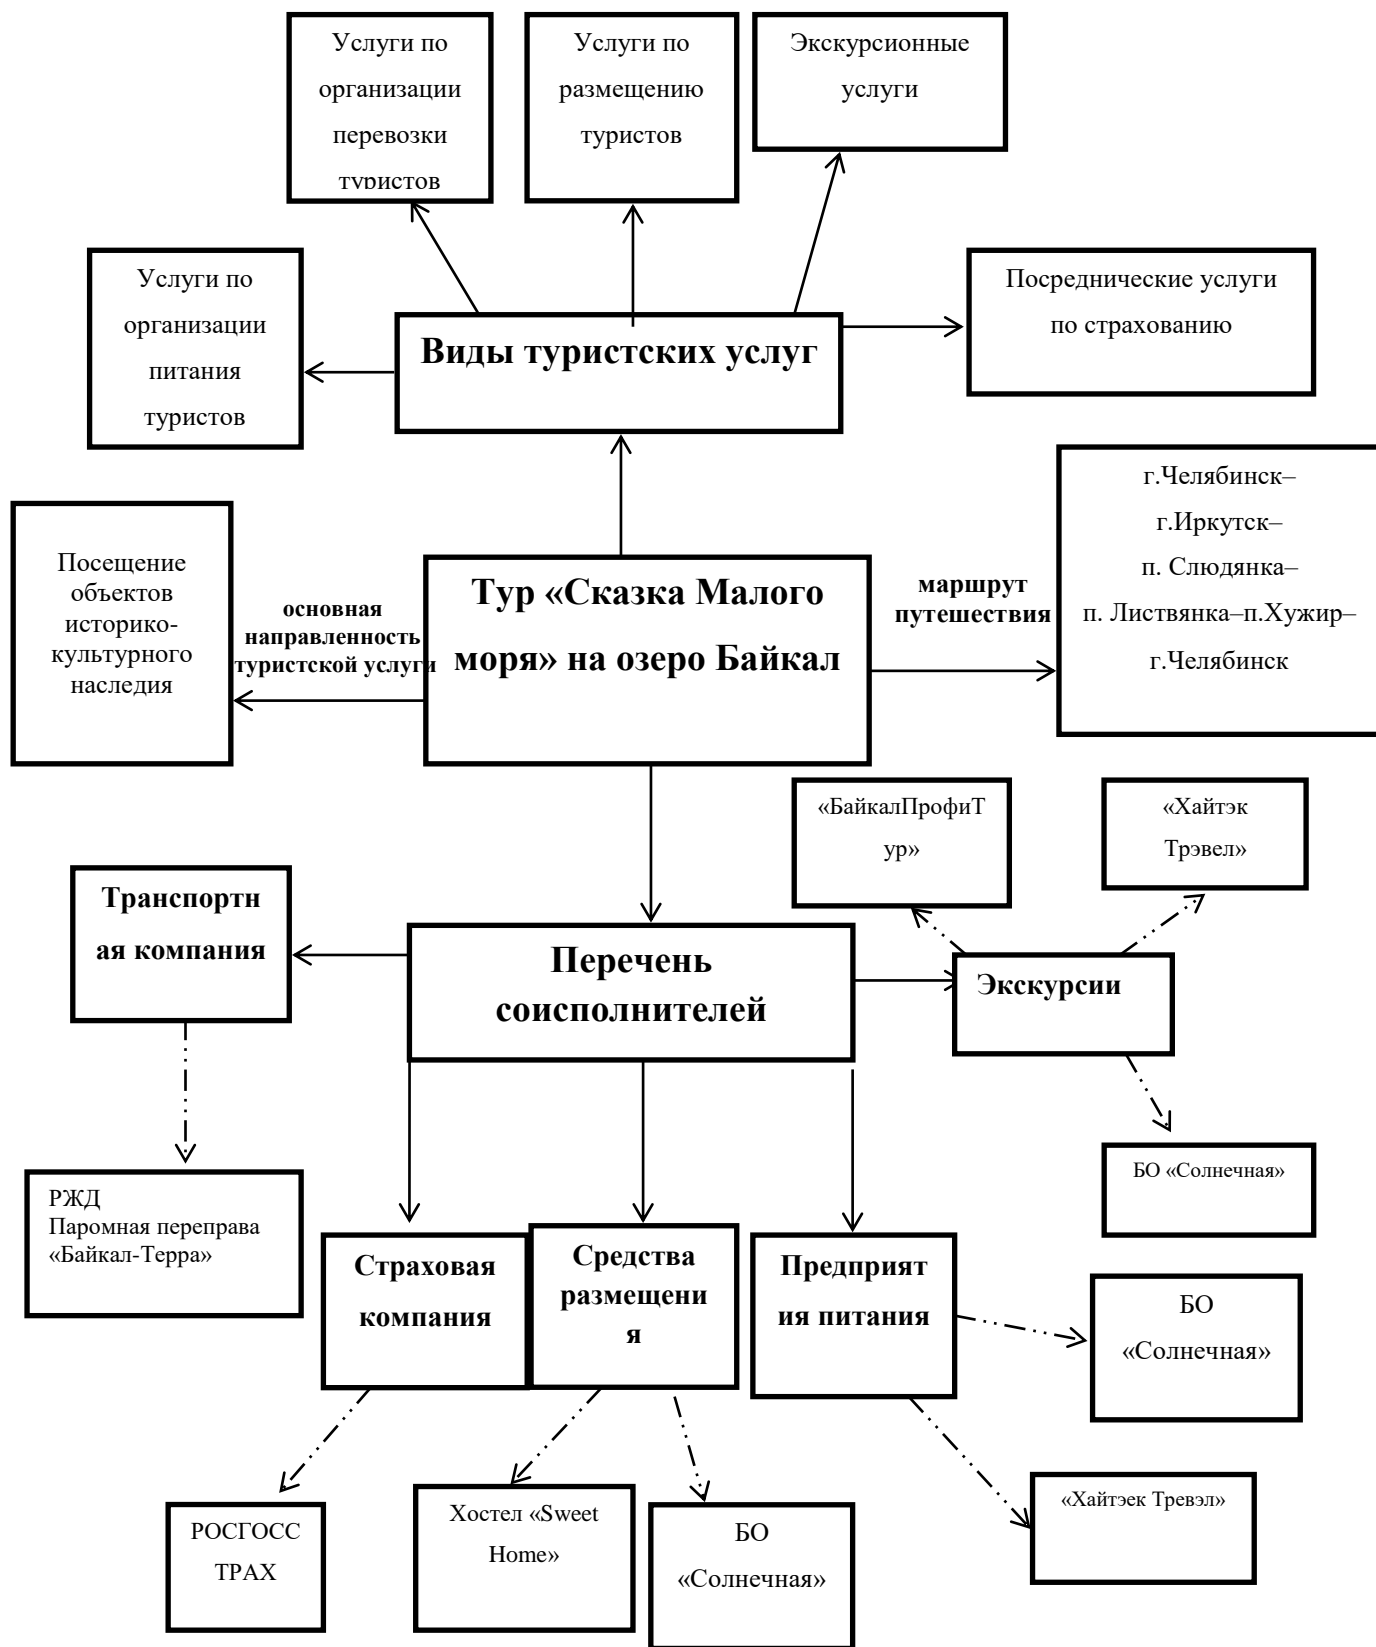 Услуги по
организации
перевозки
туристов
Услуги по
размещению
туристов
Экскурсионные
услуги
Услуги по
организации
питания
туристов
Виды туристских услуг
Посреднические услуги
по страхованию
Посещение
объектов
историко-
культурного
наследия
основная
направленность
туристской услуги
Тур «Сказка Малого
моря» на озеро Байкал
маршрут
путешествия
г.Челябинск–
г.Иркутск–
п. Слюдянка–
п. Листвянка–п.Хужир–
г.Челябинск
«БайкалПрофиТ
ур»
«Хайтэк
Трэвел»
Транспортн
ая компания
Перечень
соисполнителей
Экскурсии
РЖД
Паромная переправа
«Байкал-Терра»
БО «Солнечная»
Страховая
компания
Средства
размещени
я
Предприят
ия питания
БО
«Солнечная»
РОСГОСС
ТРАХ
Хостел «Sweet
Home»
БО
«Солнечная»
«Хайтэек Тревэл»